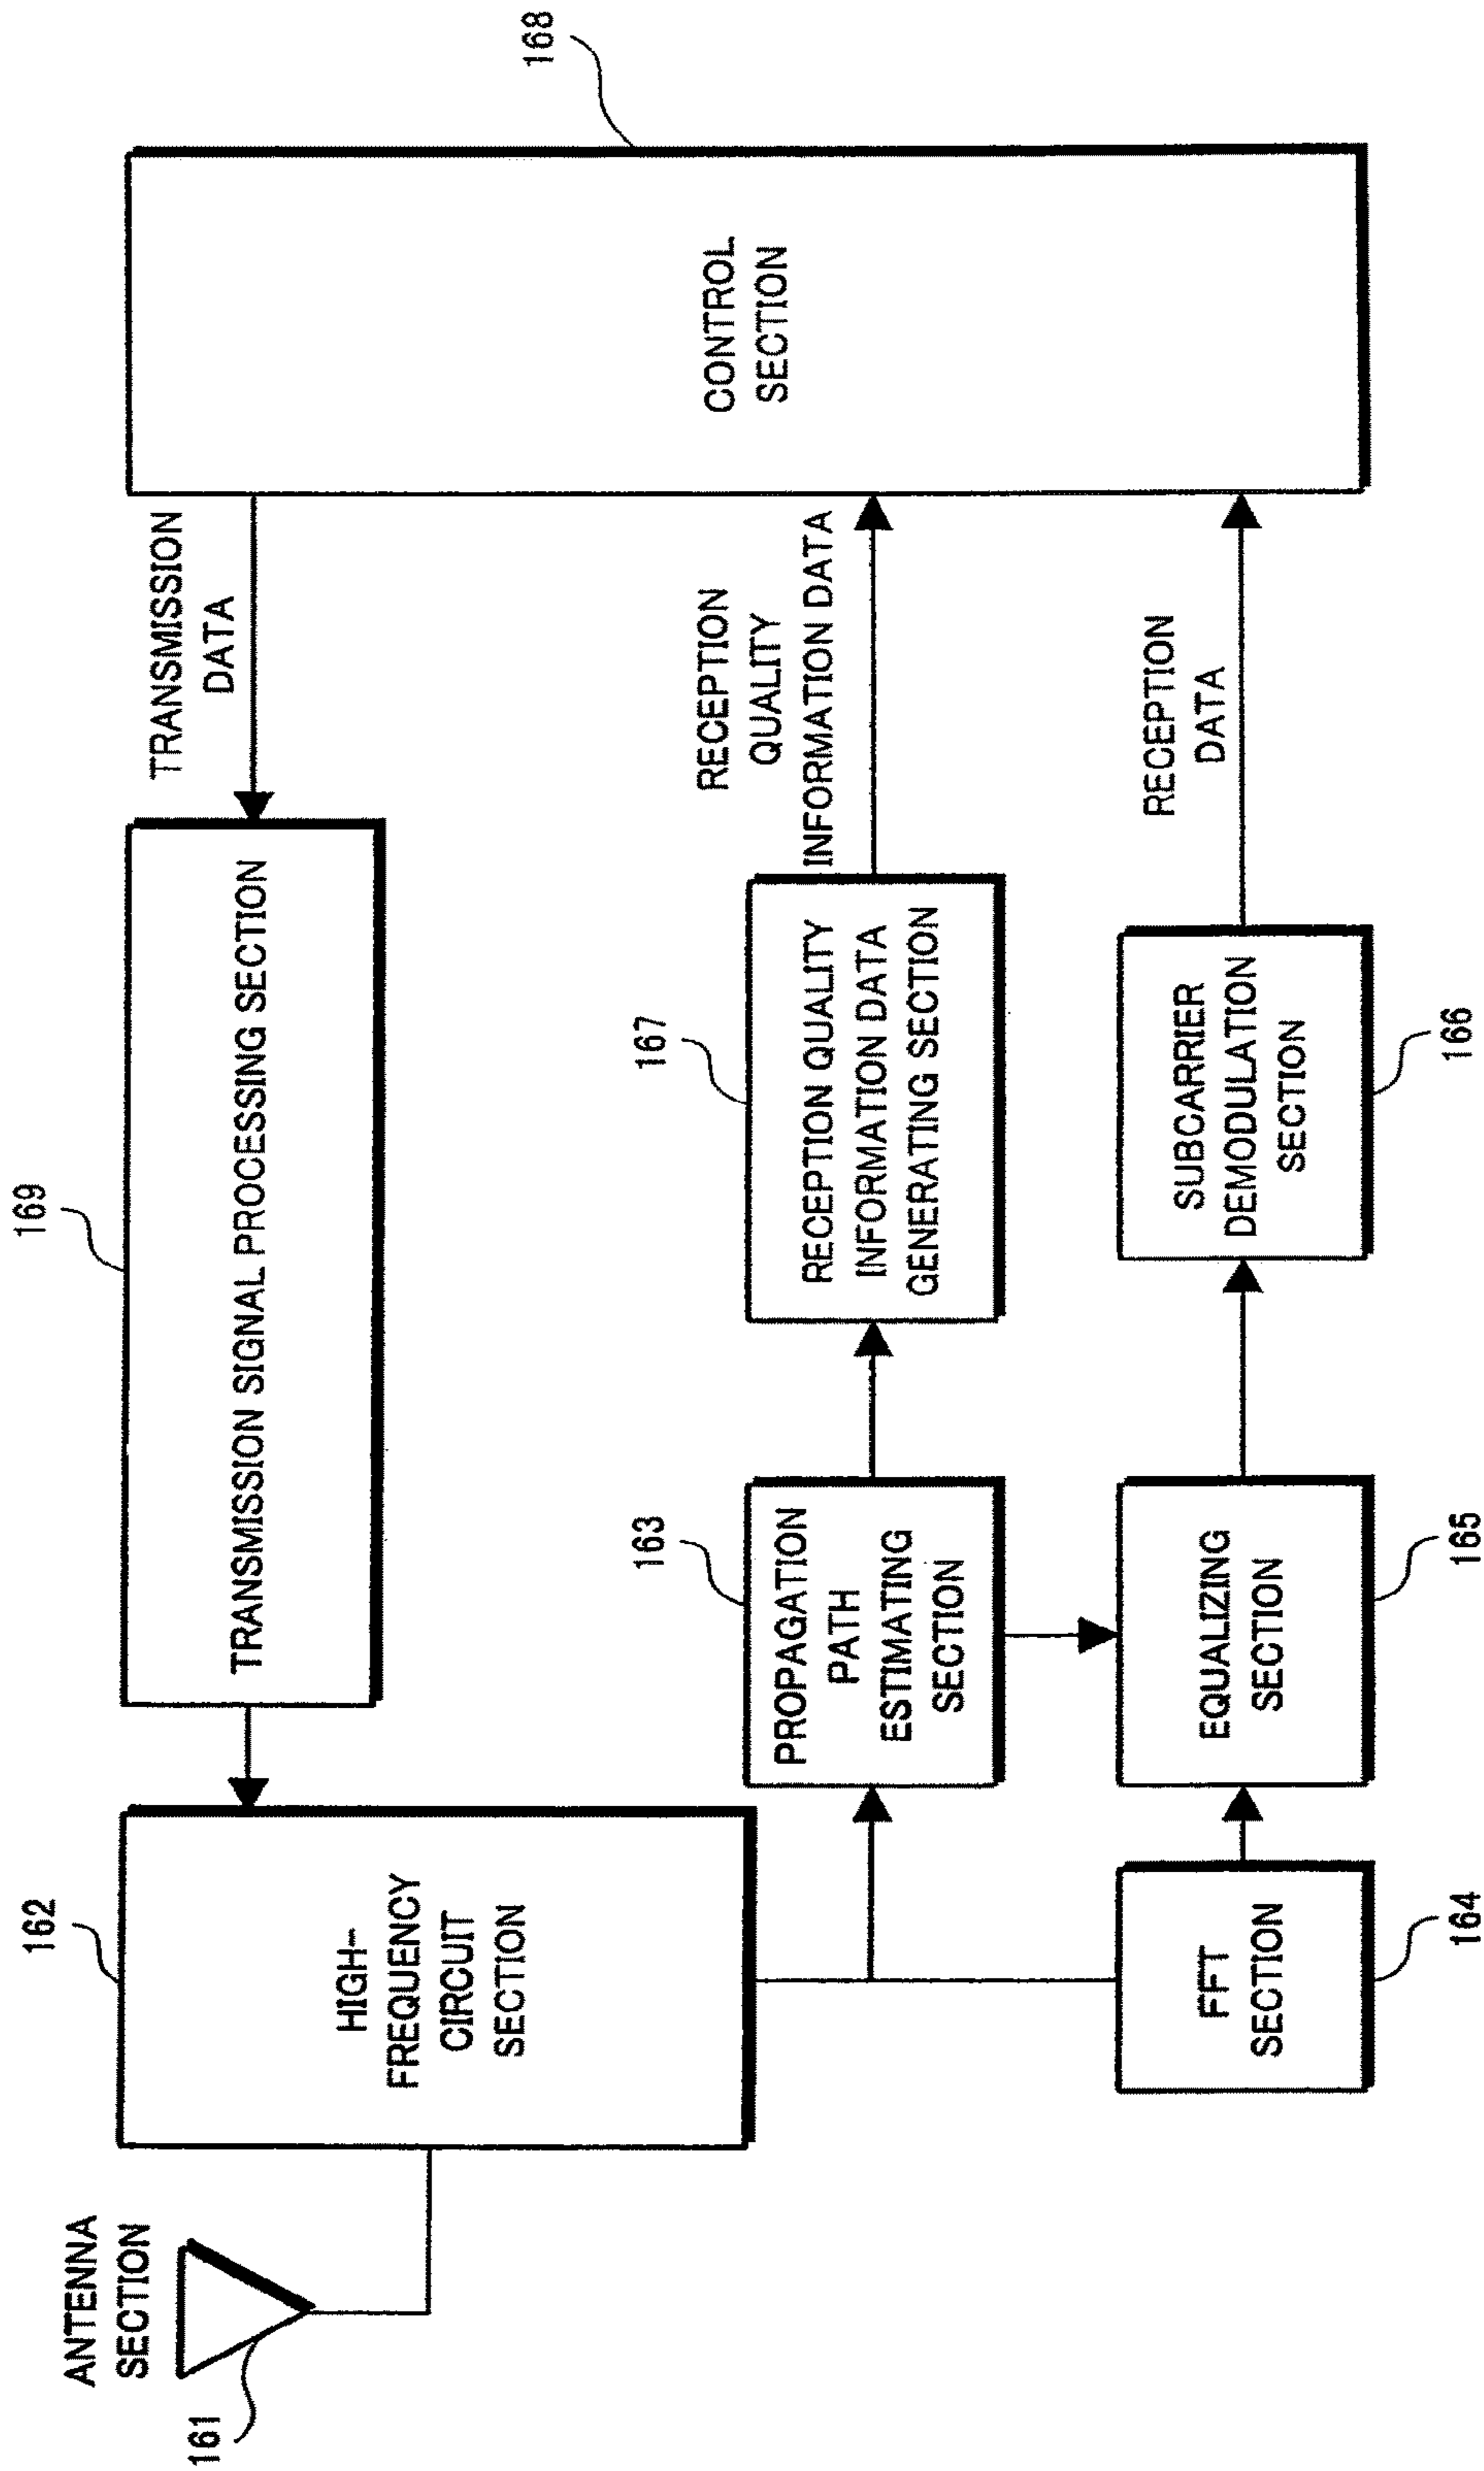 ANTENNA
SECTION
161
162
HIGH-
FREQUENCY
CIRCUIT
SECTION
169
TRANSMISSION SIGNAL PROCESSING SECTION
TRANSMISSION
DATA
168
CONTROL
SECTION
163
PROPAGATION
PATH
ESTIMATING
SECTION
167
RECEPTION QUALITY
INFORMATION DATA
GENERATING SECTION
RECEPTION
QUALITY
INFORMATION DATA
FFT
SECTION
164
EQUALIZING
SECTION
165
SUBCARRIER
DEMODULATION
SECTION
166
RECEPTION
DATA